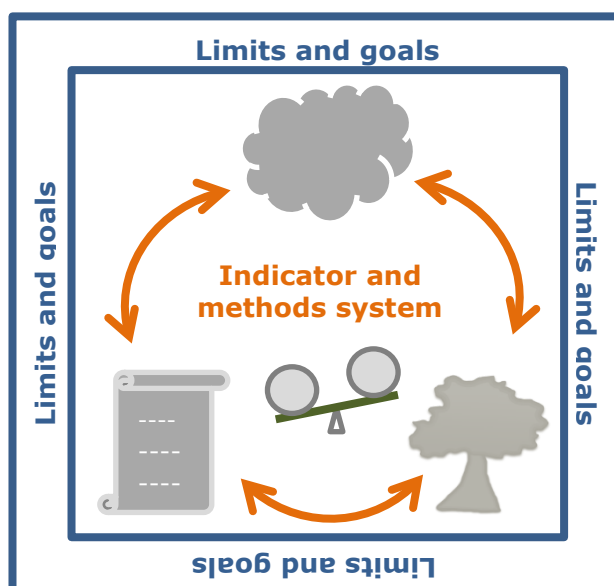 Limits and goals
Limits and goals
Indicator and
methods system
Limits and goals
Limits and goals